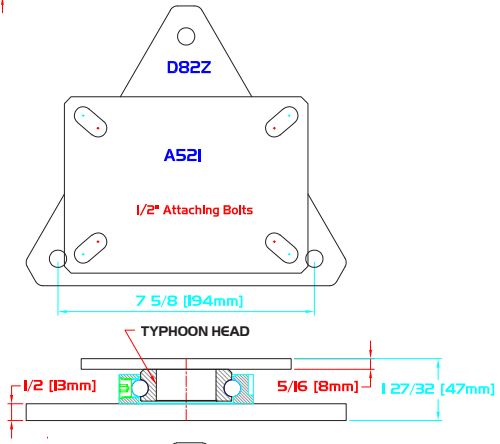 D82Z
A521
1/2" Attaching Bolts
7 5/8 [194mm]
TYPHOON HEAD
1/2 [13mm]
5/16 [8mm]
1 27/32 [47mm]